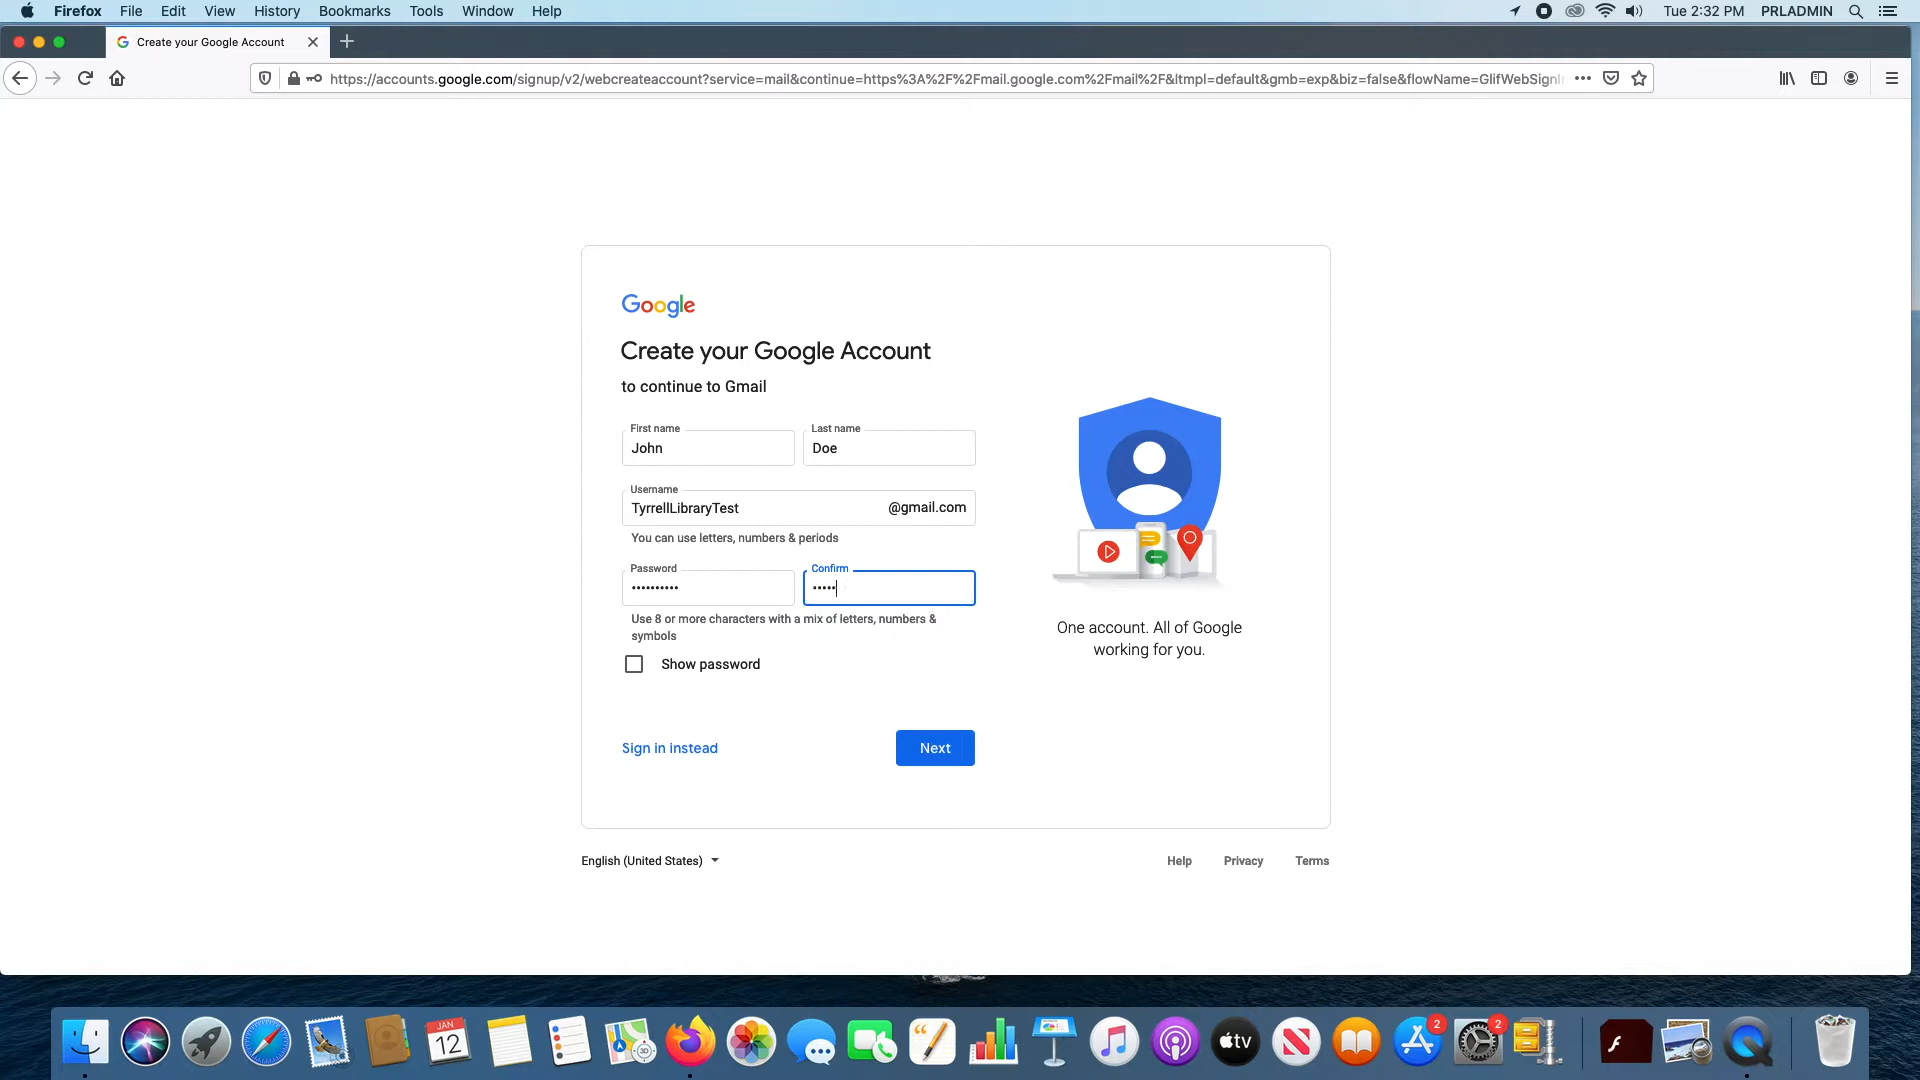 Firefox File Edit View History Bookmarks Tools Window Help Tue 2:32 PM PRLADMIN
Create your Google Account
https://accounts.google.com/signup/v2/webcreateaccount?service=mail&continue=https%3A%2F%2Fmail.google.com%2Fmail%2F&ltmpl=default&gmb=exp&biz=false&flowName=GlifWebSignI
Google
Create your Google Account
to continue to Gmail
First name Last name
John Doe
Username
TyrrellLibraryTest @gmail.com
You can use letters, numbers & periods
Password Confirm
•••••••••• •••••
Use 8 or more characters with a mix of letters, numbers &
symbols
Show password
Sign in instead Next
One account. All of Google
working for you.
English (United States) Help Privacy Terms
JAN
12
3D
tv
2
2